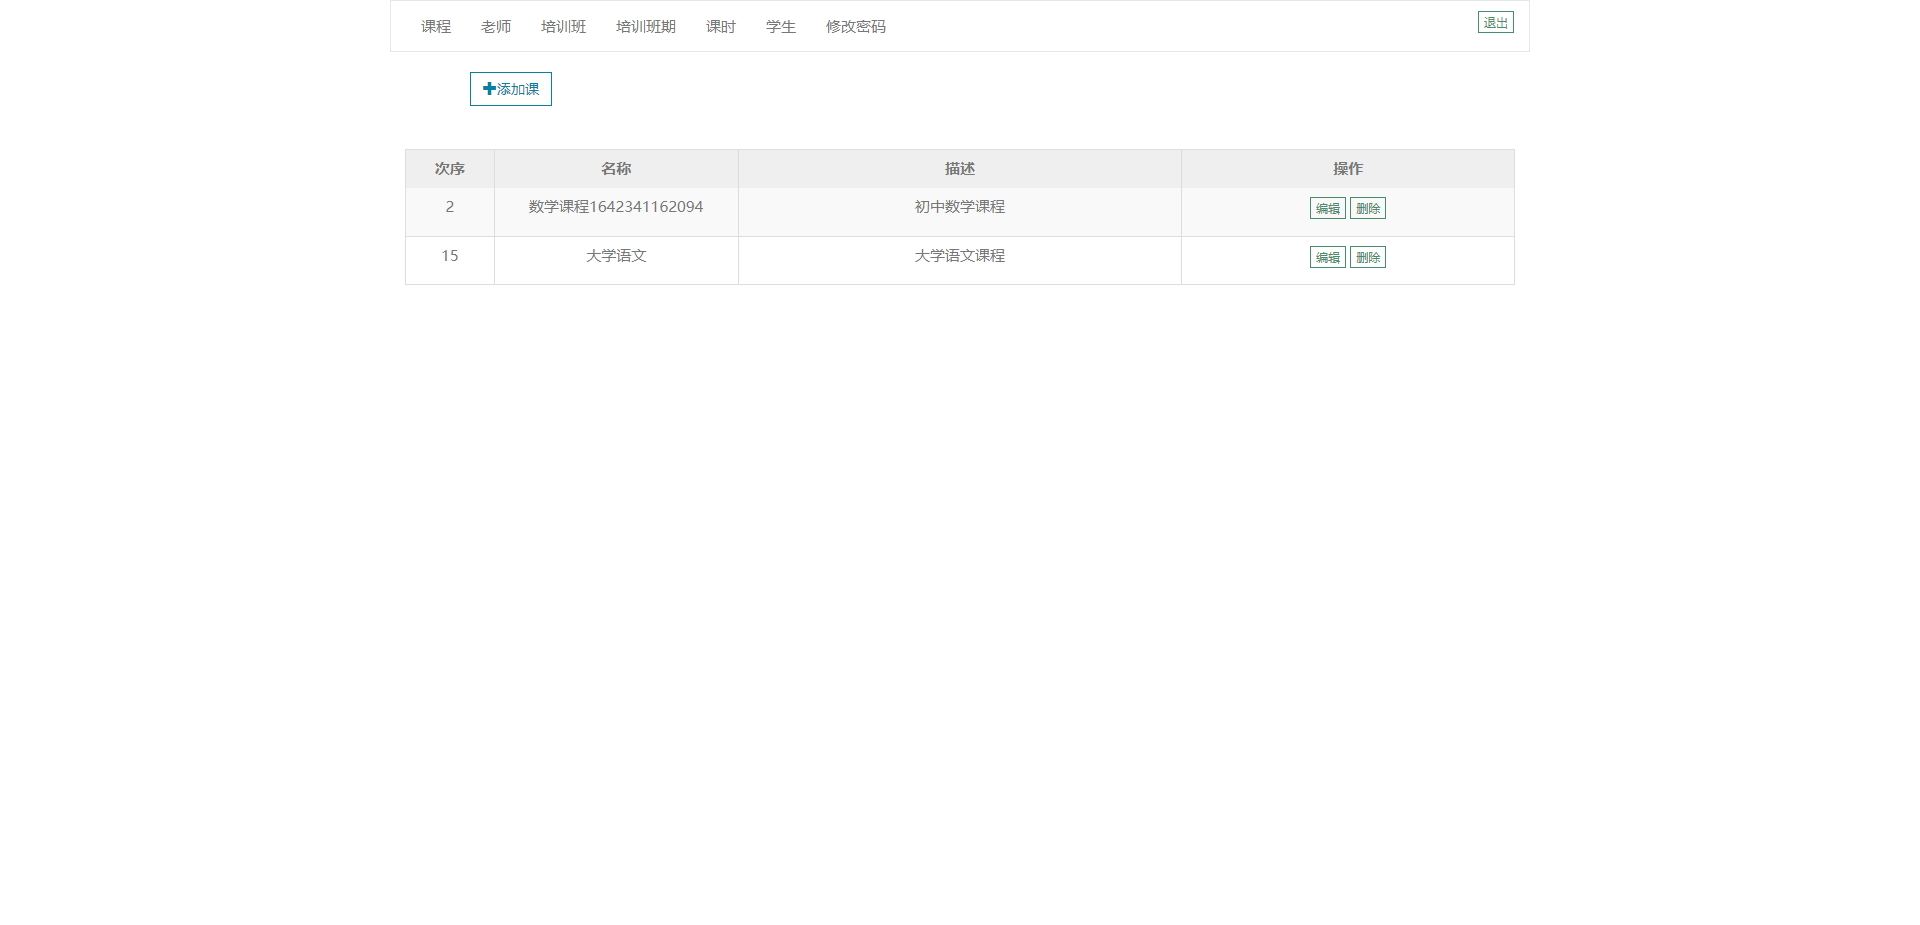 课程 老师 培训班 培训班期 课时 学生 修改密码 退出
添加课
次序 名称 描述 操作
2 数学课程1642341162094 初中数学课程 编辑 删除
15 大学语文 大学语文课程 编辑 删除